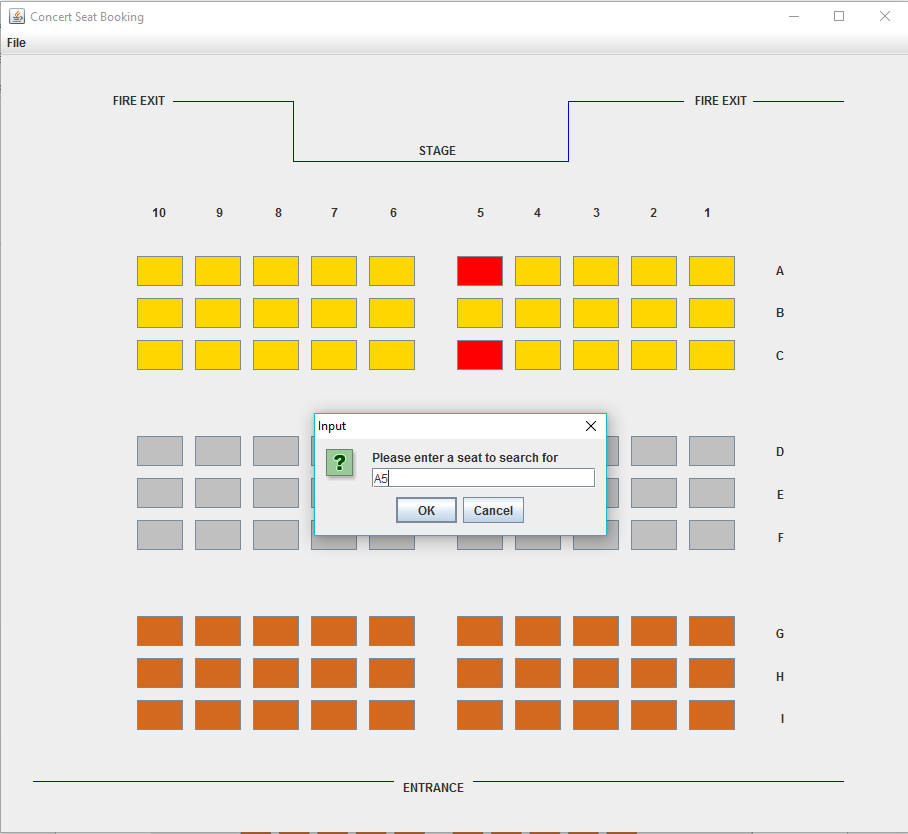 Concert Seat Booking
File
FIRE EXIT
FIRE EXIT
STAGE
10 9 8 7 6 5 4 3 2 1
A
B
C
Input
D
Please enter a seat to search for
?
A5
E
OK Cancel
F
G
H
I
ENTRANCE